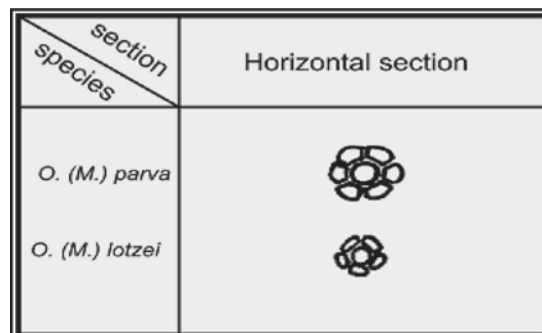 section
species
Horizontal section
O. (M.) parva
O. (M.) lotzei